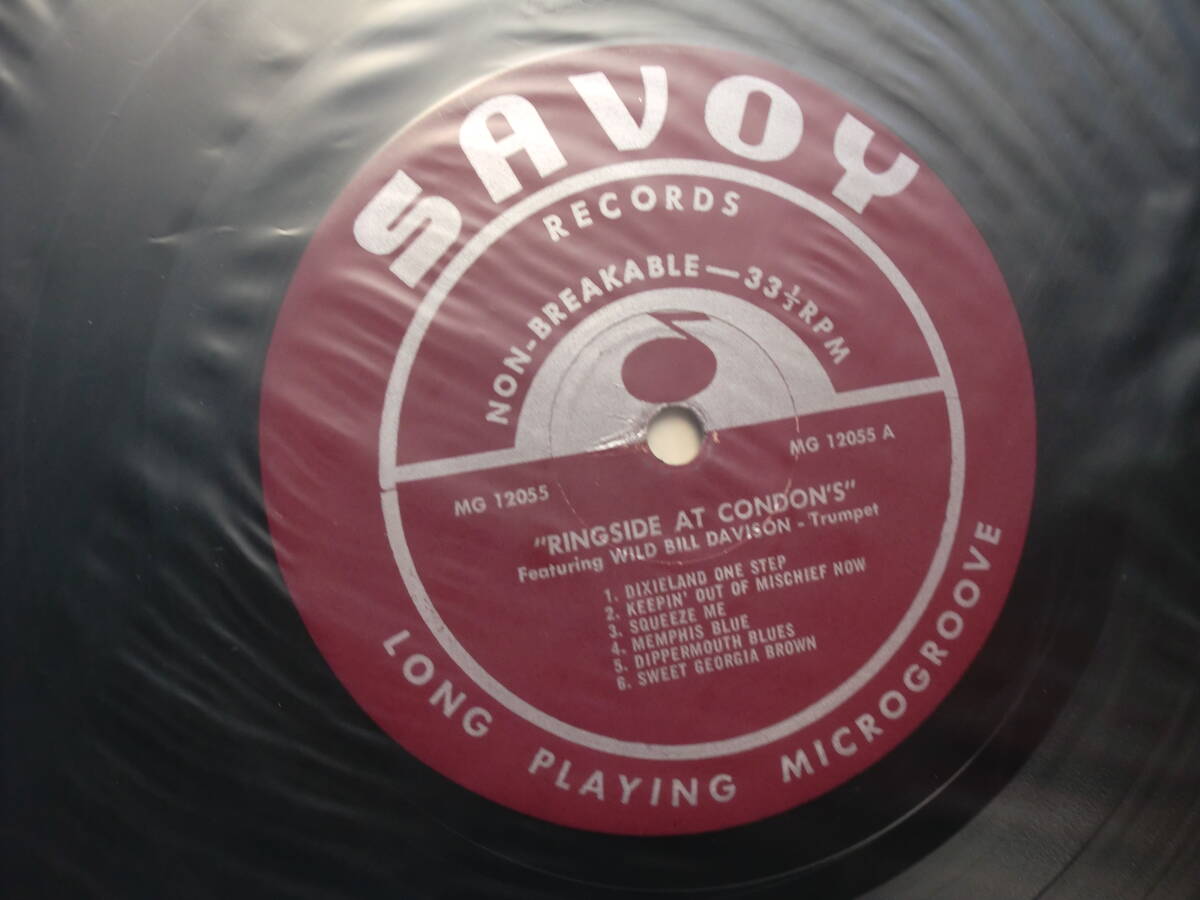 SAVOY
RECORDS
NON-BREAKABLE—33⅓RPM
MG 12055
MG 12055 A
"RINGSIDE AT CONDON'S"
Featuring WILD BILL DAVISON - Trumpet
1. DIXIELAND ONE STEP
2. KEEPIN' OUT OF MISCHIEF NOW
3. SQUEEZE ME
4. MEMPHIS BLUE
5. DIPPERMOUTH BLUES
6. SWEET GEORGIA BROWN
LONG PLAYING MICROGROOVE